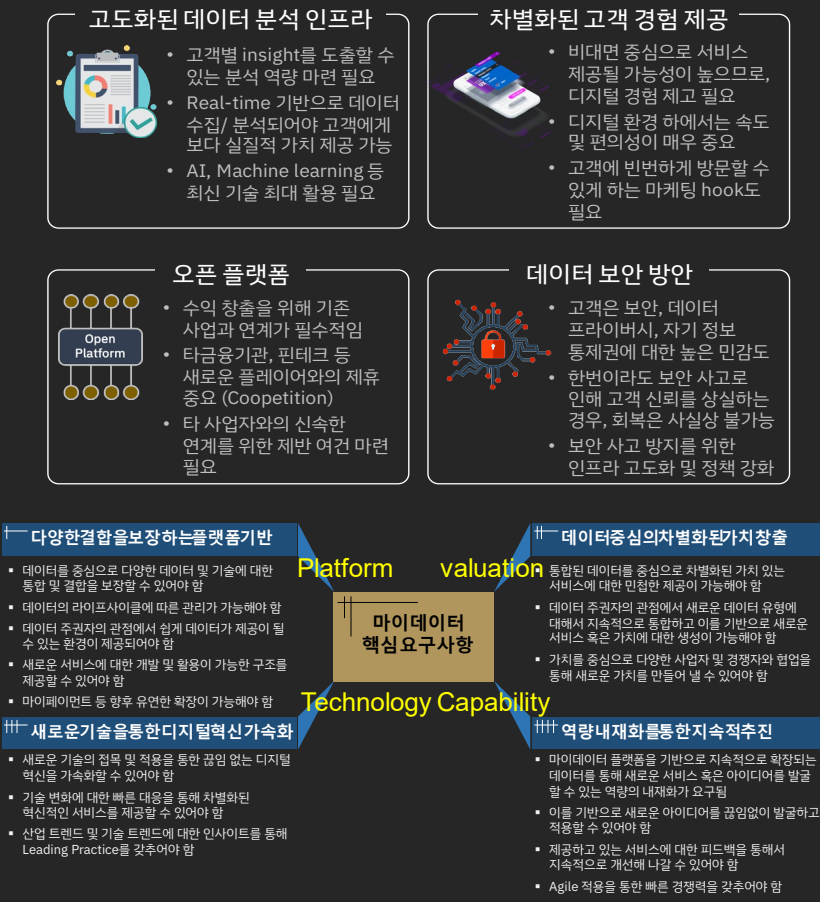 고도화된 데이터 분석 인프라
• 고객별 insight를 도출할 수
있는 분석 역량 마련 필요
• Real-time 기반으로 데이터
수집/ 분석되어야 고객에게
보다 실질적 가치 제공 가능
• AI, Machine learning 등
최신 기술 최대 활용 필요
차별화된 고객 경험 제공
• 비대면 중심으로 서비스
제공될 가능성이 높으므로,
디지털 경험 제고 필요
• 디지털 환경 하에서는 속도
및 편의성이 매우 중요
• 고객에 빈번하게 방문할 수
있게 하는 마케팅 hook도
필요
오픈 플랫폼
Open
Platform
• 수익 창출을 위해 기존
사업과 연계가 필수적임
• 타금융기관, 핀테크 등
새로운 플레이어와의 제휴
중요 (Coopetition)
• 타 사업자와의 신속한
연계를 위한 제반 여건 마련
필요
데이터 보안 방안
• 고객은 보안, 데이터
프라이버시, 자기 정보
통제권에 대한 높은 민감도
• 한번이라도 보안 사고로
인해 고객 신뢰를 상실하는
경우, 회복은 사실상 불가능
• 보안 사고 방지를 위한
인프라 고도화 및 정책 강화
다양한결합을보장하는플랫폼기반
▪ 데이터를 중심으로 다양한 데이터 및 기술에 대한
통합 및 결합을 보장할 수 있어야 함
▪ 데이터의 라이프사이클에 따른 관리가 가능해야 함
▪ 데이터 주권자의 관점에서 쉽게 데이터가 제공이 될
수 있는 환경이 제공되어야 함
▪ 새로운 서비스에 대한 개발 및 활용이 가능한 구조를
제공할 수 있어야 함
▪ 마이페이먼트 등 향후 유연한 확장이 가능해야 함
Platform
valuation
마이데이터
핵심요구사항
Technology Capability
데이터중심의차별화된가치창출
▪ 통합된 데이터를 중심으로 차별화된 가치 있는
서비스에 대한 민첩한 제공이 가능해야 함
▪ 데이터 주권자의 관점에서 새로운 데이터 유형에
대해서 지속적으로 통합하고 이를 기반으로 새로운
서비스 혹은 가치에 대한 생성이 가능해야 함
▪ 가치를 중심으로 다양한 사업자 및 경쟁자와 협업을
통해 새로운 가치를 만들어 낼 수 있어야 함
새로운기술을통한디지털혁신가속화
▪ 새로운 기술의 접목 및 적용을 통한 끊임 없는 디지털
혁신을 가속화할 수 있어야 함
▪ 기술 변화에 대한 빠른 대응을 통해 차별화된
혁신적인 서비스를 제공할 수 있어야 함
▪ 산업 트렌드 및 기술 트렌드에 대한 인사이트를 통해
Leading Practice를 갖추어야 함
역량내재화를통한지속적추진
▪ 마이데이터 플랫폼을 기반으로 지속적으로 확장되는
데이터를 통해 새로운 서비스 혹은 아이디어를 발굴
할 수 있는 역량의 내재화가 요구됨
▪ 이를 기반으로 새로운 아이디어를 끊임없이 발굴하고
적용할 수 있어야 함
▪ 제공하고 있는 서비스에 대한 피드백을 통해서
지속적으로 개선해 나갈 수 있어야 함
▪ Agile 적용을 통한 빠른 경쟁력을 갖추어야 함